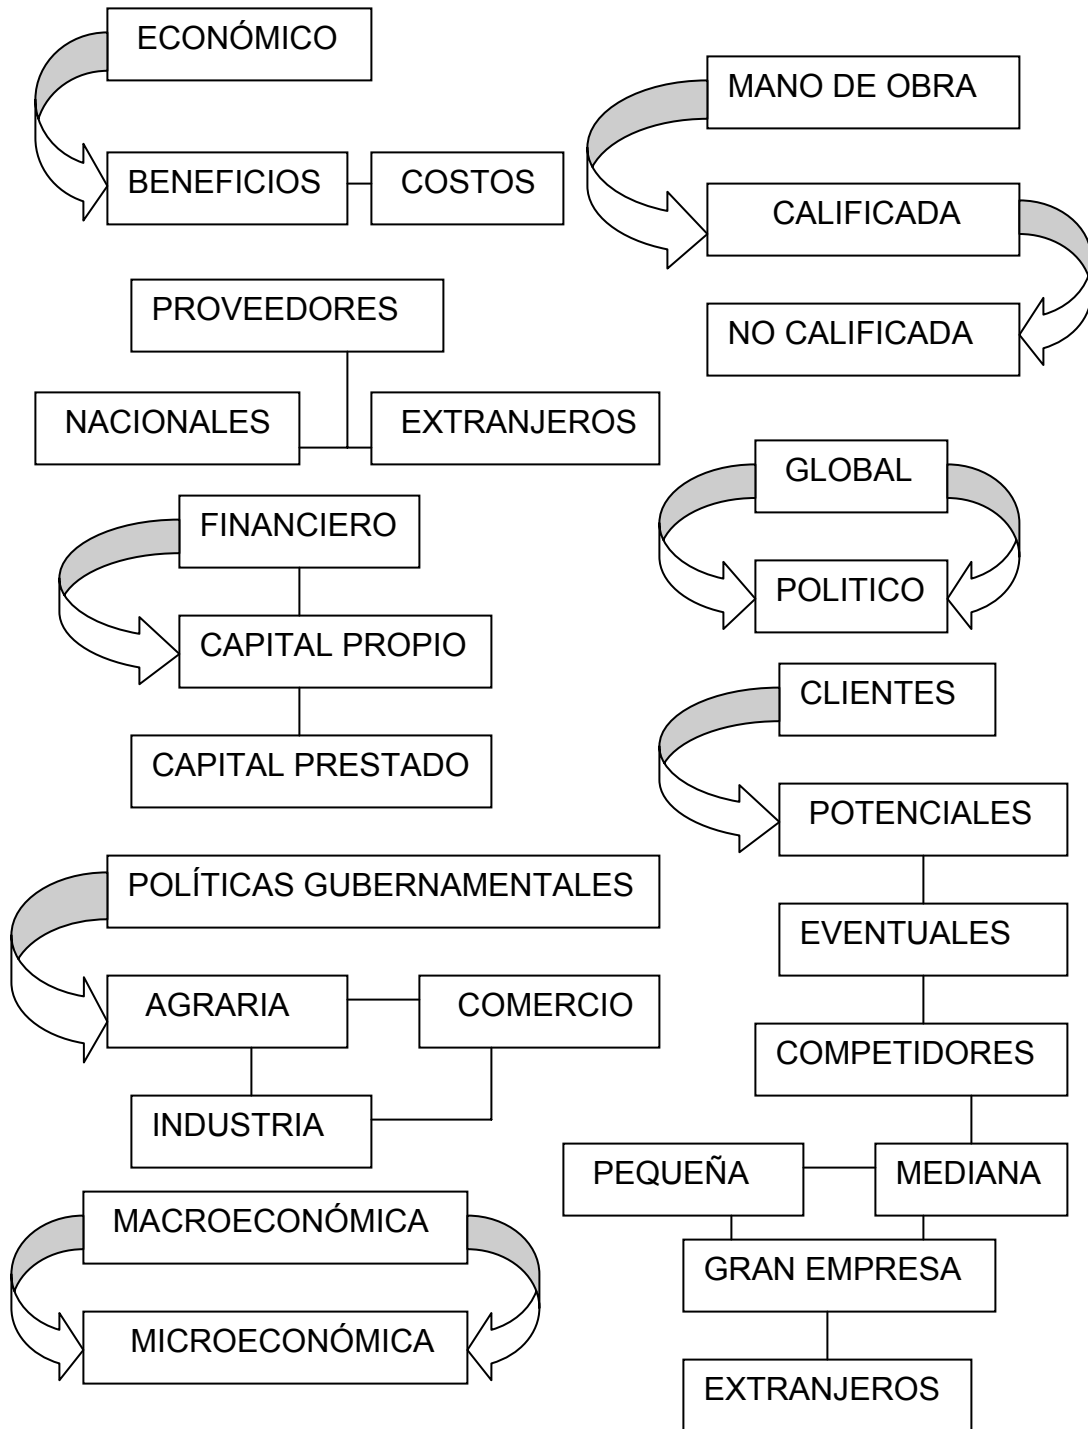 ECONÓMICO
BENEFICIOS
COSTOS
PROVEEDORES
NACIONALES
EXTRANJEROS
FINANCIERO
CAPITAL PROPIO
CAPITAL PRESTADO
POLÍTICAS GUBERNAMENTALES
AGRARIA
COMERCIO
INDUSTRIA
MACROECONÓMICA
MICROECONÓMICA
MANO DE OBRA
CALIFICADA
NO CALIFICADA
GLOBAL
POLITICO
CLIENTES
POTENCIALES
EVENTUALES
COMPETIDORES
PEQUEÑA
MEDIANA
GRAN EMPRESA
EXTRANJEROS